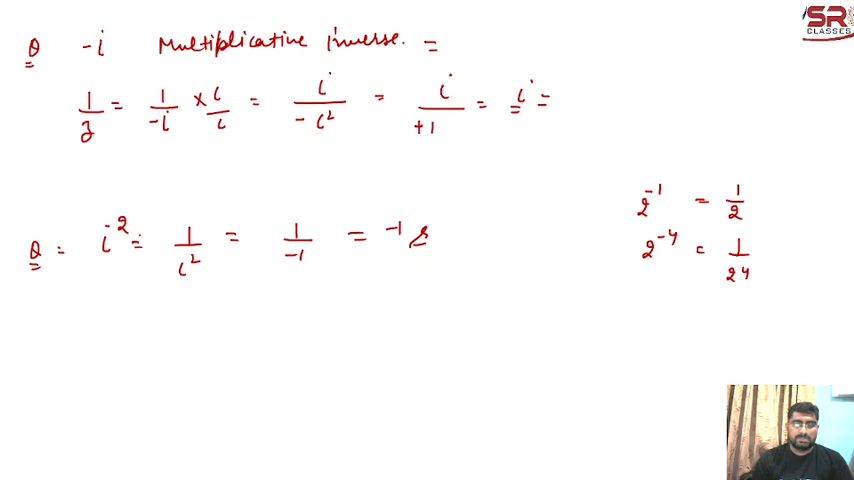 SR
CLASSES
Q -i Multiplicative inverse. =
1/z = 1/-i × i/i = i/-i² = i/+1 = i =
Q = i⁻² = 1/i² = 1/-1 = -1
2⁻¹ = 1/2
2⁻⁴ = 1/2⁴